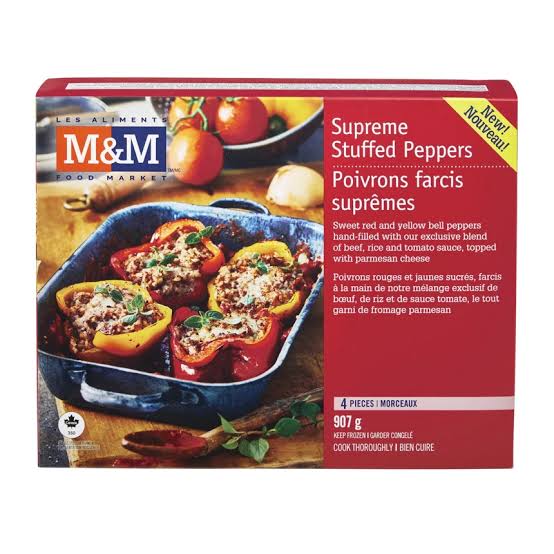 LES ALIMENTS
M&M
FOOD MARKET
New!
Nouveau!
Supreme
Stuffed Peppers
Poivrons farcis
suprêmes
Sweet red and yellow bell peppers
hand-filled with our exclusive blend
of beef, rice and tomato sauce, topped
with parmesan cheese
Poivrons rouges et jaunes sucrés, farcis
à la main de notre mélange exclusif de
bœuf, de riz et de sauce tomate, le tout
garni de fromage parmesan
4 PIECES | MORCEAUX
907 g
KEEP FROZEN | GARDER CONGELÉ
COOK THOROUGHLY | BIEN CUIRE